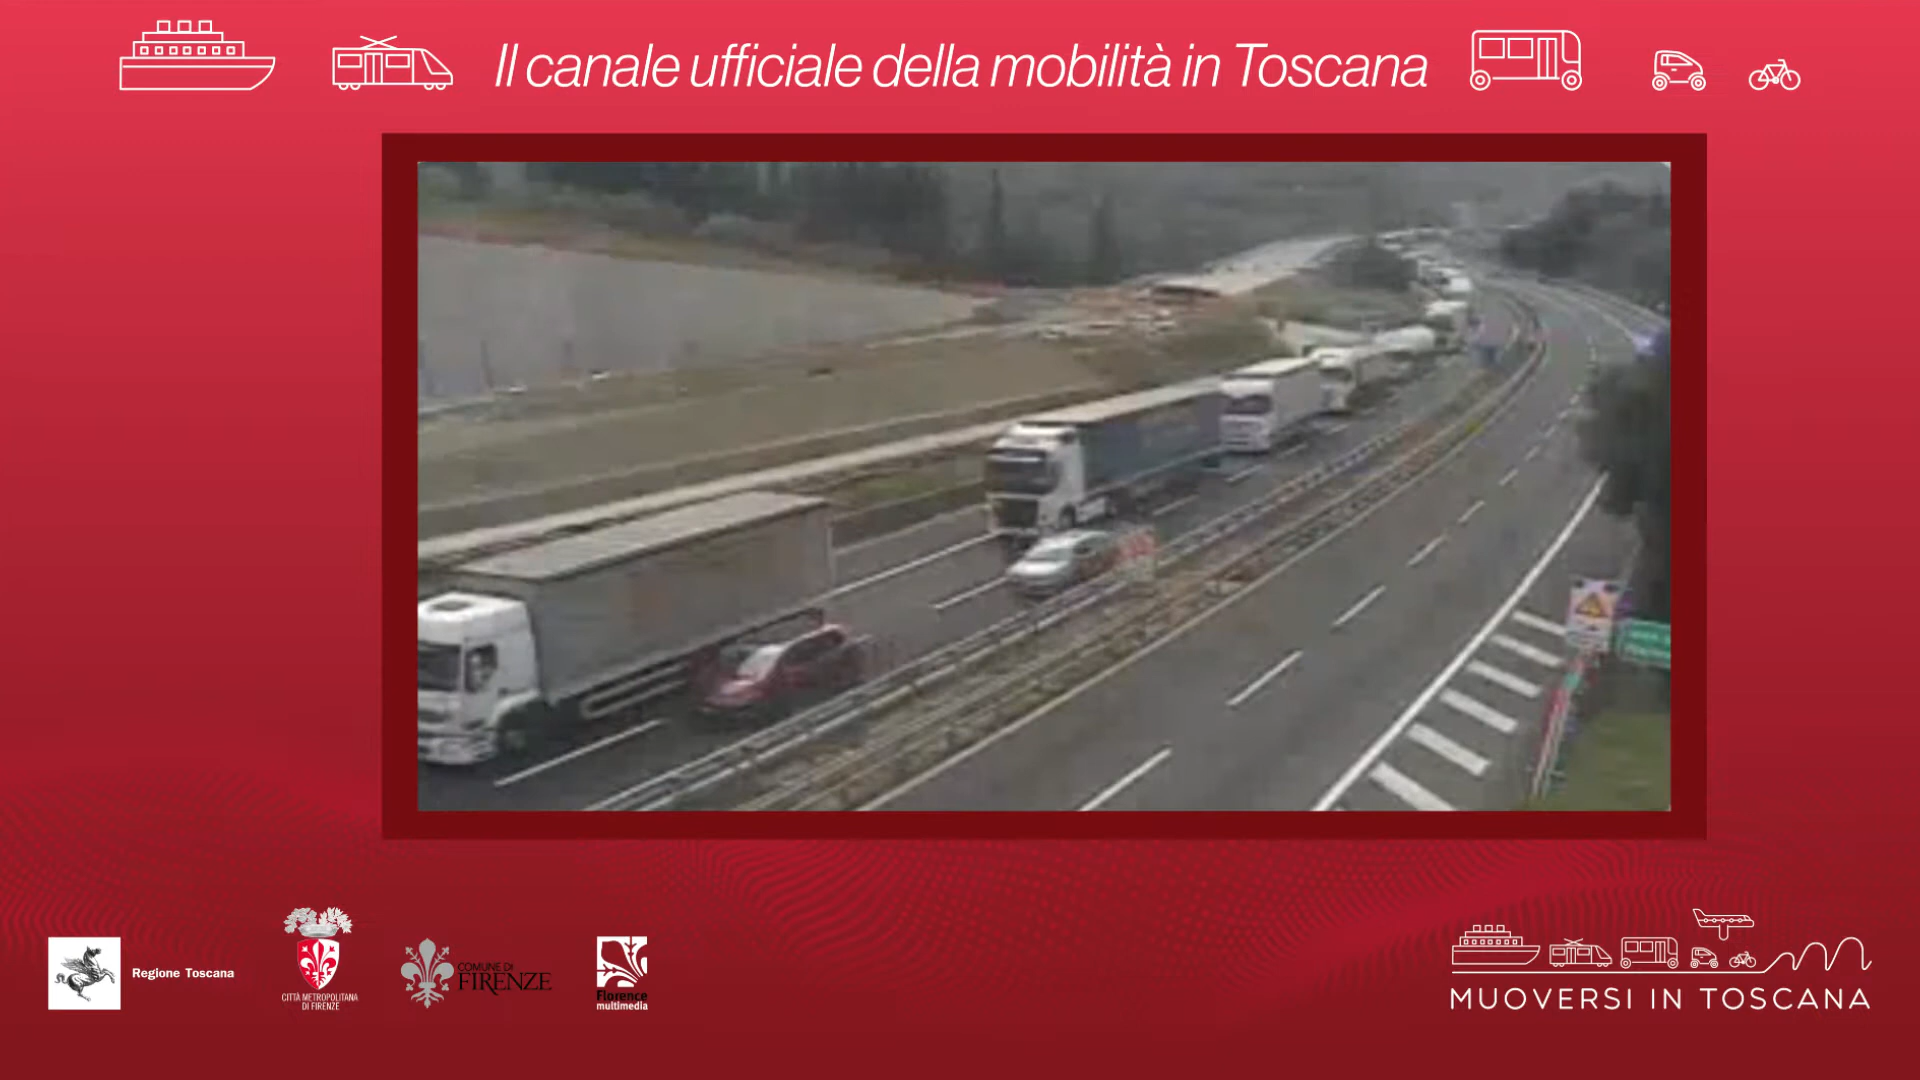 Il canale ufficiale della mobilità in Toscana
Regione Toscana
CITTÀ METROPOLITANA
DI FIRENZE
COMUNE DI
FIRENZE
Florence
multimedia
MUOVERSI IN TOSCANA